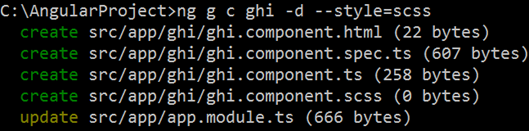 C:\AngularProject>ng g c ghi -d --style=scss
create src/app/ghi/ghi.component.html (22 bytes)
create src/app/ghi/ghi.component.spec.ts (607 bytes)
create src/app/ghi/ghi.component.ts (258 bytes)
create src/app/ghi/ghi.component.scss (0 bytes)
update src/app/app.module.ts (666 bytes)